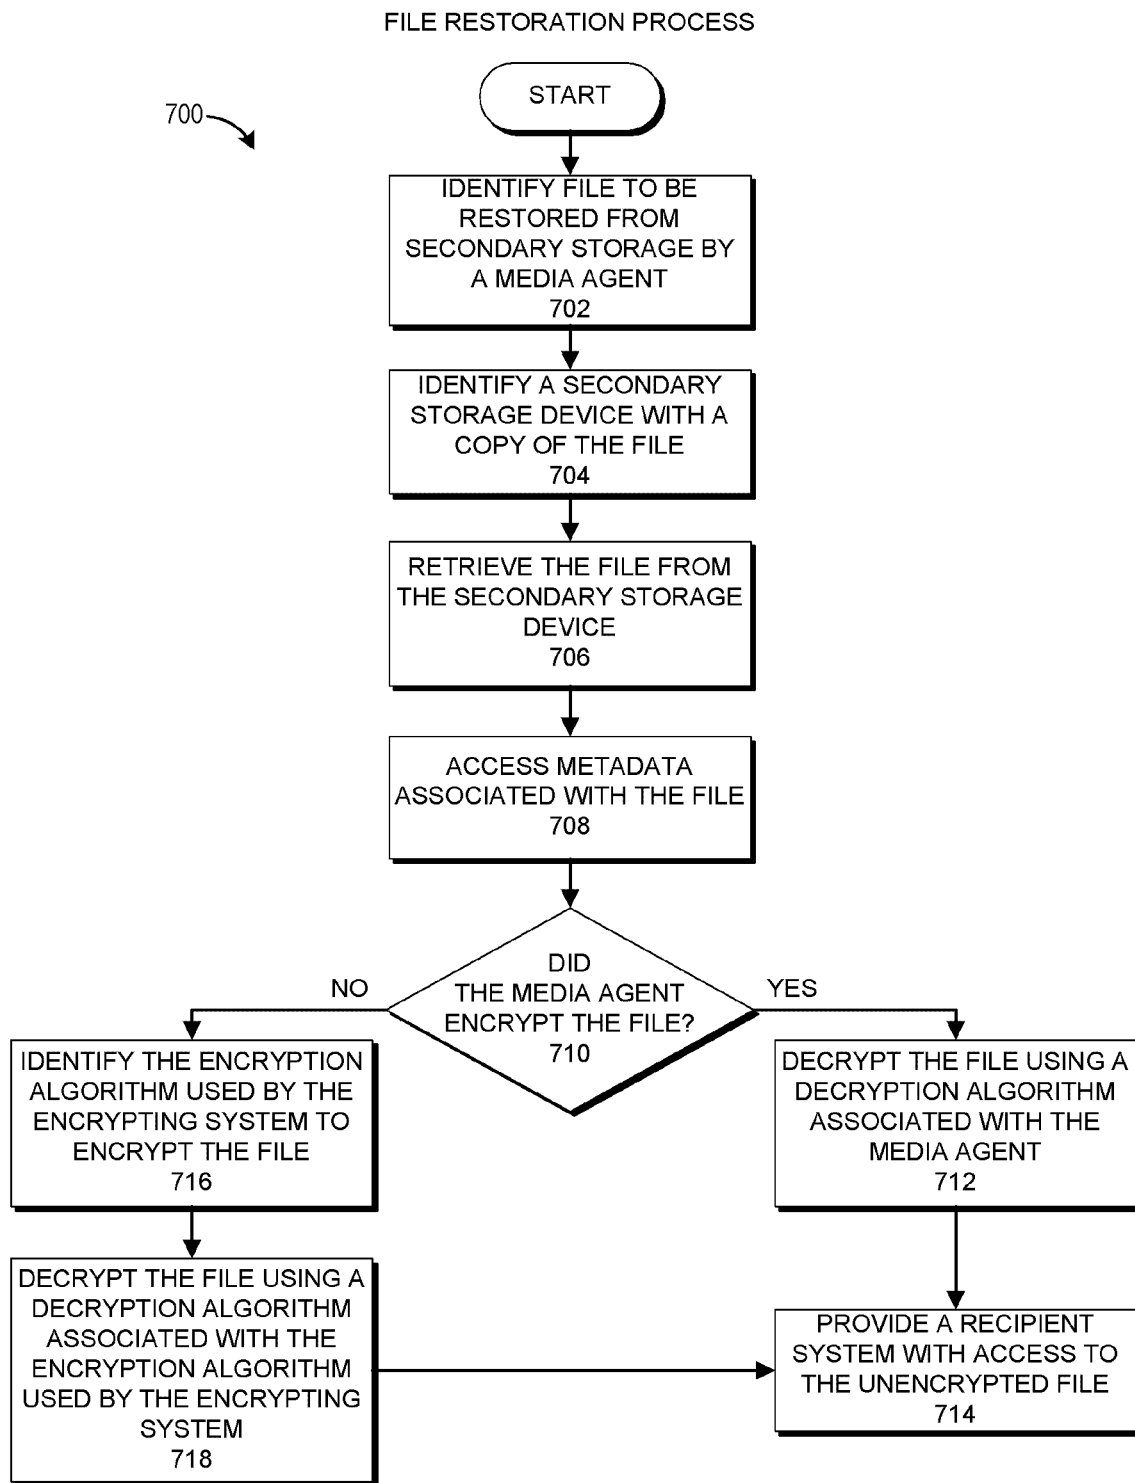 FILE RESTORATION PROCESS
START
700
IDENTIFY FILE TO BE
RESTORED FROM
SECONDARY STORAGE BY
A MEDIA AGENT
702
IDENTIFY A SECONDARY
STORAGE DEVICE WITH A
COPY OF THE FILE
704
RETRIEVE THE FILE FROM
THE SECONDARY STORAGE
DEVICE
706
ACCESS METADATA
ASSOCIATED WITH THE FILE
708
DID
THE MEDIA AGENT
ENCRYPT THE FILE?
710
NO
YES
IDENTIFY THE ENCRYPTION
ALGORITHM USED BY THE
ENCRYPTING SYSTEM TO
ENCRYPT THE FILE
716
DECRYPT THE FILE USING A
DECRYPTION ALGORITHM
ASSOCIATED WITH THE
MEDIA AGENT
712
DECRYPT THE FILE USING A
DECRYPTION ALGORITHM
ASSOCIATED WITH THE
ENCRYPTION ALGORITHM
USED BY THE ENCRYPTING
SYSTEM
718
PROVIDE A RECIPIENT
SYSTEM WITH ACCESS TO
THE UNENCRYPTED FILE
714